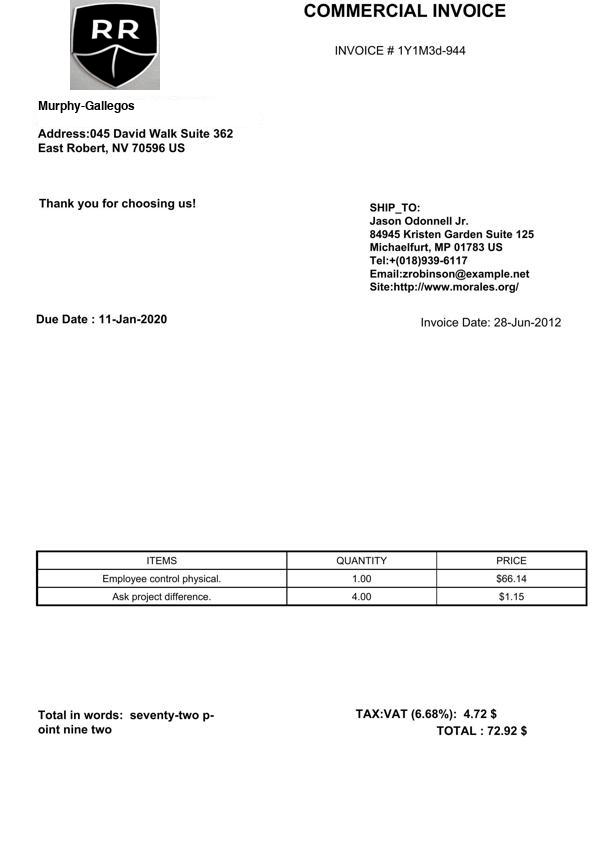 RR
COMMERCIAL INVOICE
INVOICE # 1Y1M3d-944
Murphy-Gallegos
Address:045 David Walk Suite 362
East Robert, NV 70596 US
Thank you for choosing us!
SHIP_TO:
Jason Odonnell Jr.
84945 Kristen Garden Suite 125
Michaelfurt, MP 01783 US
Tel:+(018)939-6117
Email:zrobinson@example.net
Site:http://www.morales.org/
Due Date : 11-Jan-2020
Invoice Date: 28-Jun-2012
ITEMS QUANTITY PRICE
Employee control physical. 1.00 $66.14
Ask project difference. 4.00 $1.15
Total in words: seventy-two p-
oint nine two
TAX:VAT (6.68%): 4.72 $
TOTAL : 72.92 $